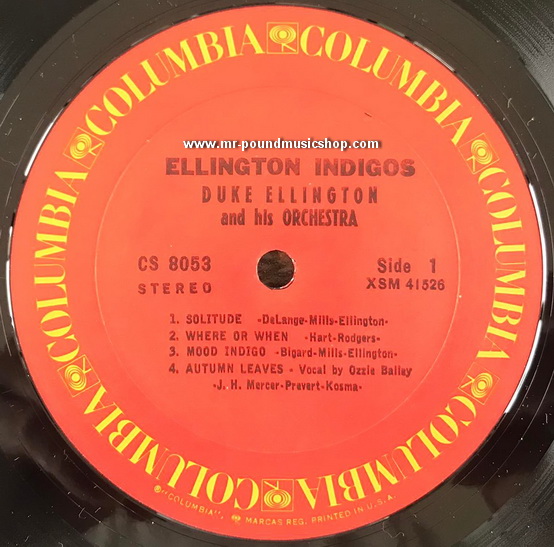 COLUMBIA COLUMBIA COLUMBIA COLUMBIA COLUMBIA COLUMBIA
www.mr-poundmusicshop.com
ELLINGTON INDIGOS
DUKE ELLINGTON
and his ORCHESTRA
CS 8053
STEREO
Side 1
XSM 41526
1. SOLITUDE -DeLange-Mills-Ellington-
2. WHERE OR WHEN -Hart-Rodgers-
3. MOOD INDIGO -Bigard-Mills-Ellington-
4. AUTUMN LEAVES - Vocal by Ozzie Bailey
-J. H. Mercer-Prevert-Kosma-
℗"COLUMBIA", ® MARCAS REG. PRINTED IN U.S.A.